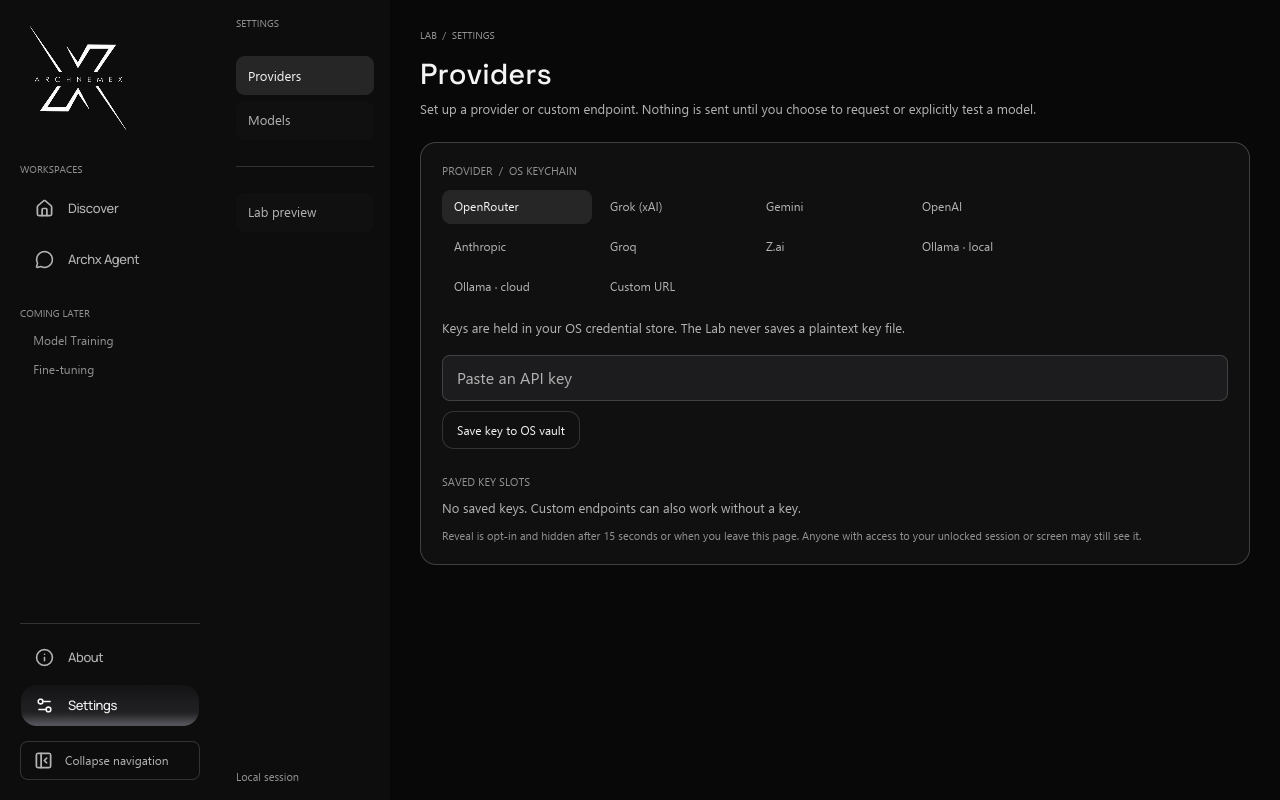 ARCHNEMEX
WORKSPACES
Discover
Archx Agent
COMING LATER
Model Training
Fine-tuning
About
Settings
Collapse navigation
SETTINGS
Providers
Models
Lab preview
Local session
LAB / SETTINGS
Providers
Set up a provider or custom endpoint. Nothing is sent until you choose to request or explicitly test a model.
PROVIDER / OS KEYCHAIN
OpenRouter Grok (xAI) Gemini OpenAI
Anthropic Groq Z.ai Ollama · local
Ollama · cloud Custom URL
Keys are held in your OS credential store. The Lab never saves a plaintext key file.
Paste an API key
Save key to OS vault
SAVED KEY SLOTS
No saved keys. Custom endpoints can also work without a key.
Reveal is opt-in and hidden after 15 seconds or when you leave this page. Anyone with access to your unlocked session or screen may still see it.